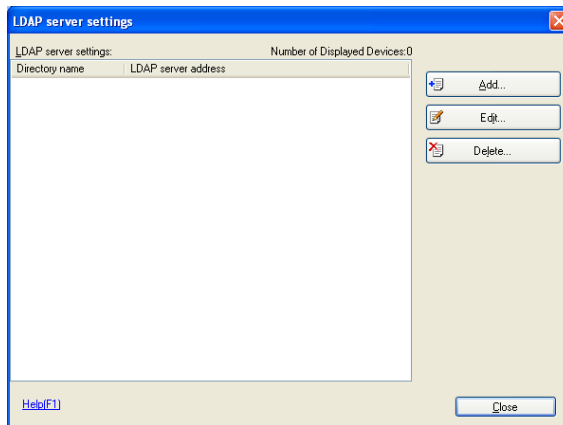 LDAP server settings
LDAP server settings: Number of Displayed Devices:0
Directory name LDAP server address
Add...
Edit...
Delete...
Help(F1)
Close